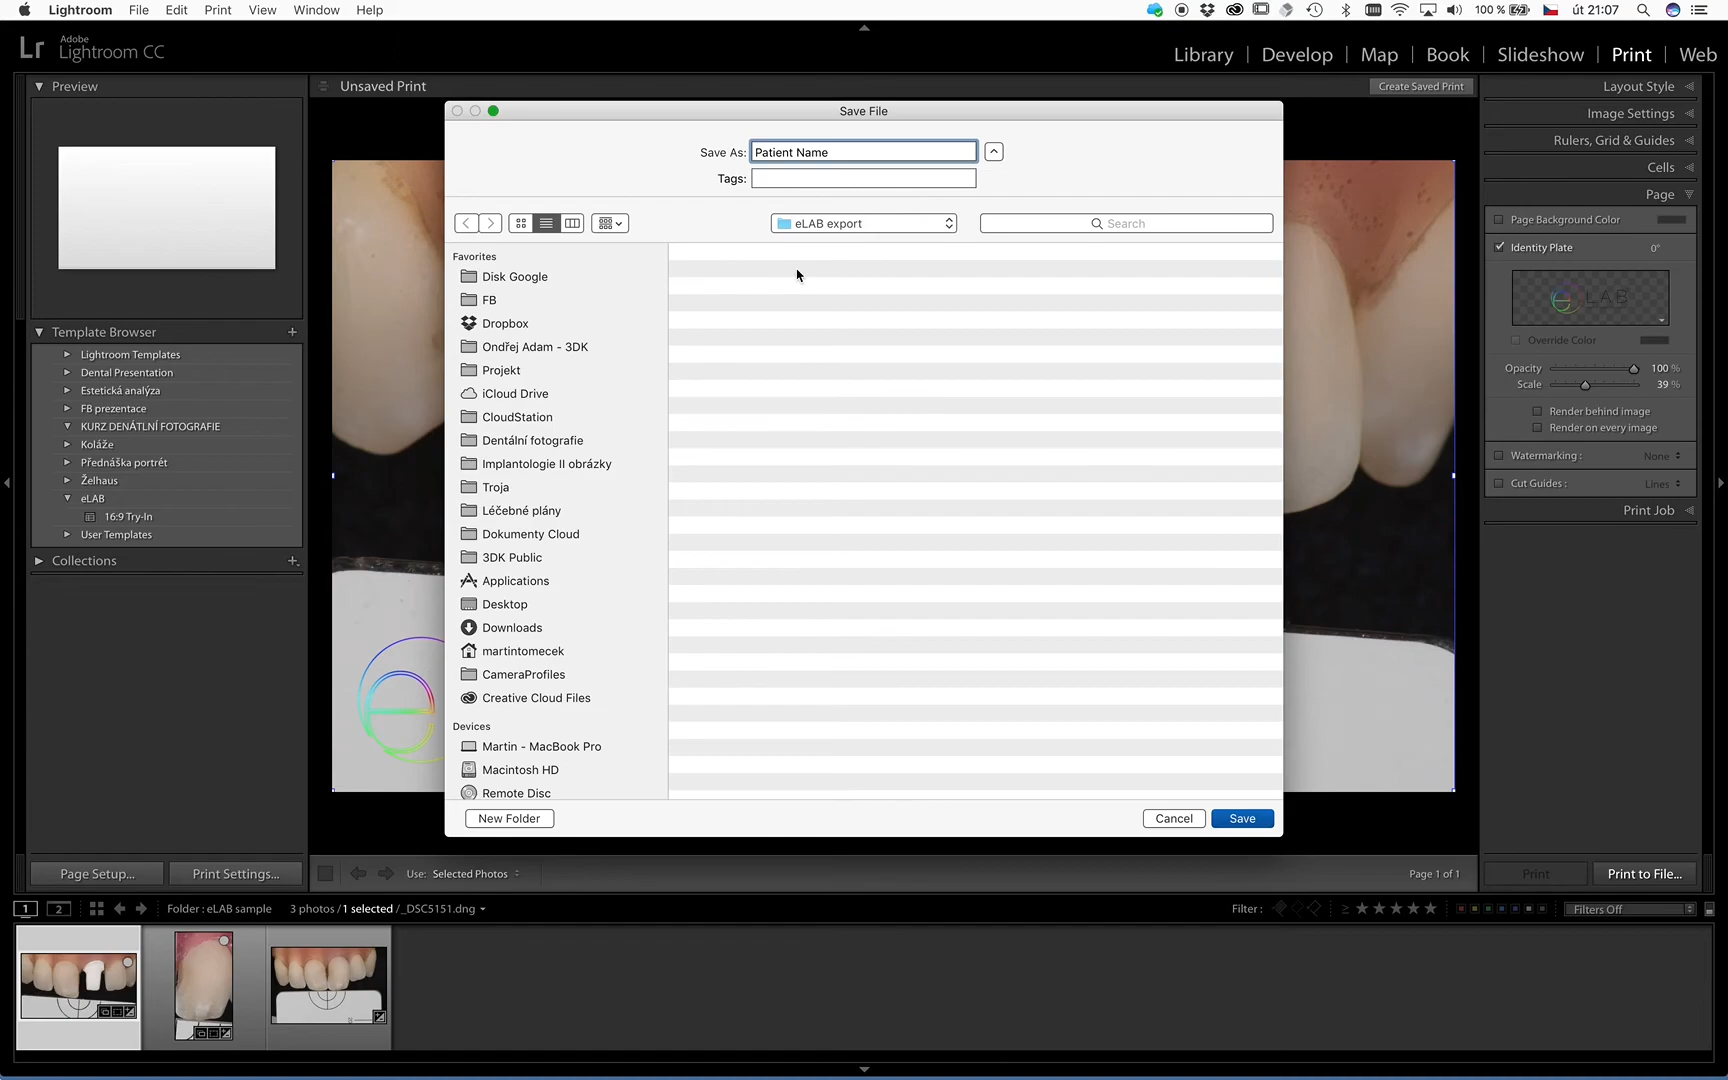 Lightroom File Edit Print View Window Help
100 % út 21:07
Lr Adobe Lightroom CC
Library | Develop | Map | Book | Slideshow | Print | Web
Preview
Unsaved Print
Create Saved Print
Layout Style
Image Settings
Rulers, Grid & Guides
Cells
Page
Page Background Color
Identity Plate 0°
LAB
Override Color
Opacity 100 %
Scale 39 %
Render behind image
Render on every image
Watermarking : None
Cut Guides : Lines
Print Job
Template Browser
Lightroom Templates
Dental Presentation
Estetická analýza
FB prezentace
KURZ DENÁTLNÍ FOTOGRAFIE
Koláže
Přednáška portrét
Želhaus
eLAB
16:9 Try-In
User Templates
Collections
Save File
Save As: Patient Name
Tags:
eLAB export
Search
Favorites
Disk Google
FB
Dropbox
Ondřej Adam - 3DK
Projekt
iCloud Drive
CloudStation
Dentální fotografie
Implantologie II obrázky
Troja
Léčebné plány
Dokumenty Cloud
3DK Public
Applications
Desktop
Downloads
martintomecek
CameraProfiles
Creative Cloud Files
Devices
Martin - MacBook Pro
Macintosh HD
Remote Disc
New Folder
Cancel
Save
Page Setup...
Print Settings...
Use: Selected Photos
Page 1 of 1
Print
Print to File...
1 2
Folder : eLAB sample 3 photos / 1 selected / _DSC5151.dng
Filter :
Filters Off